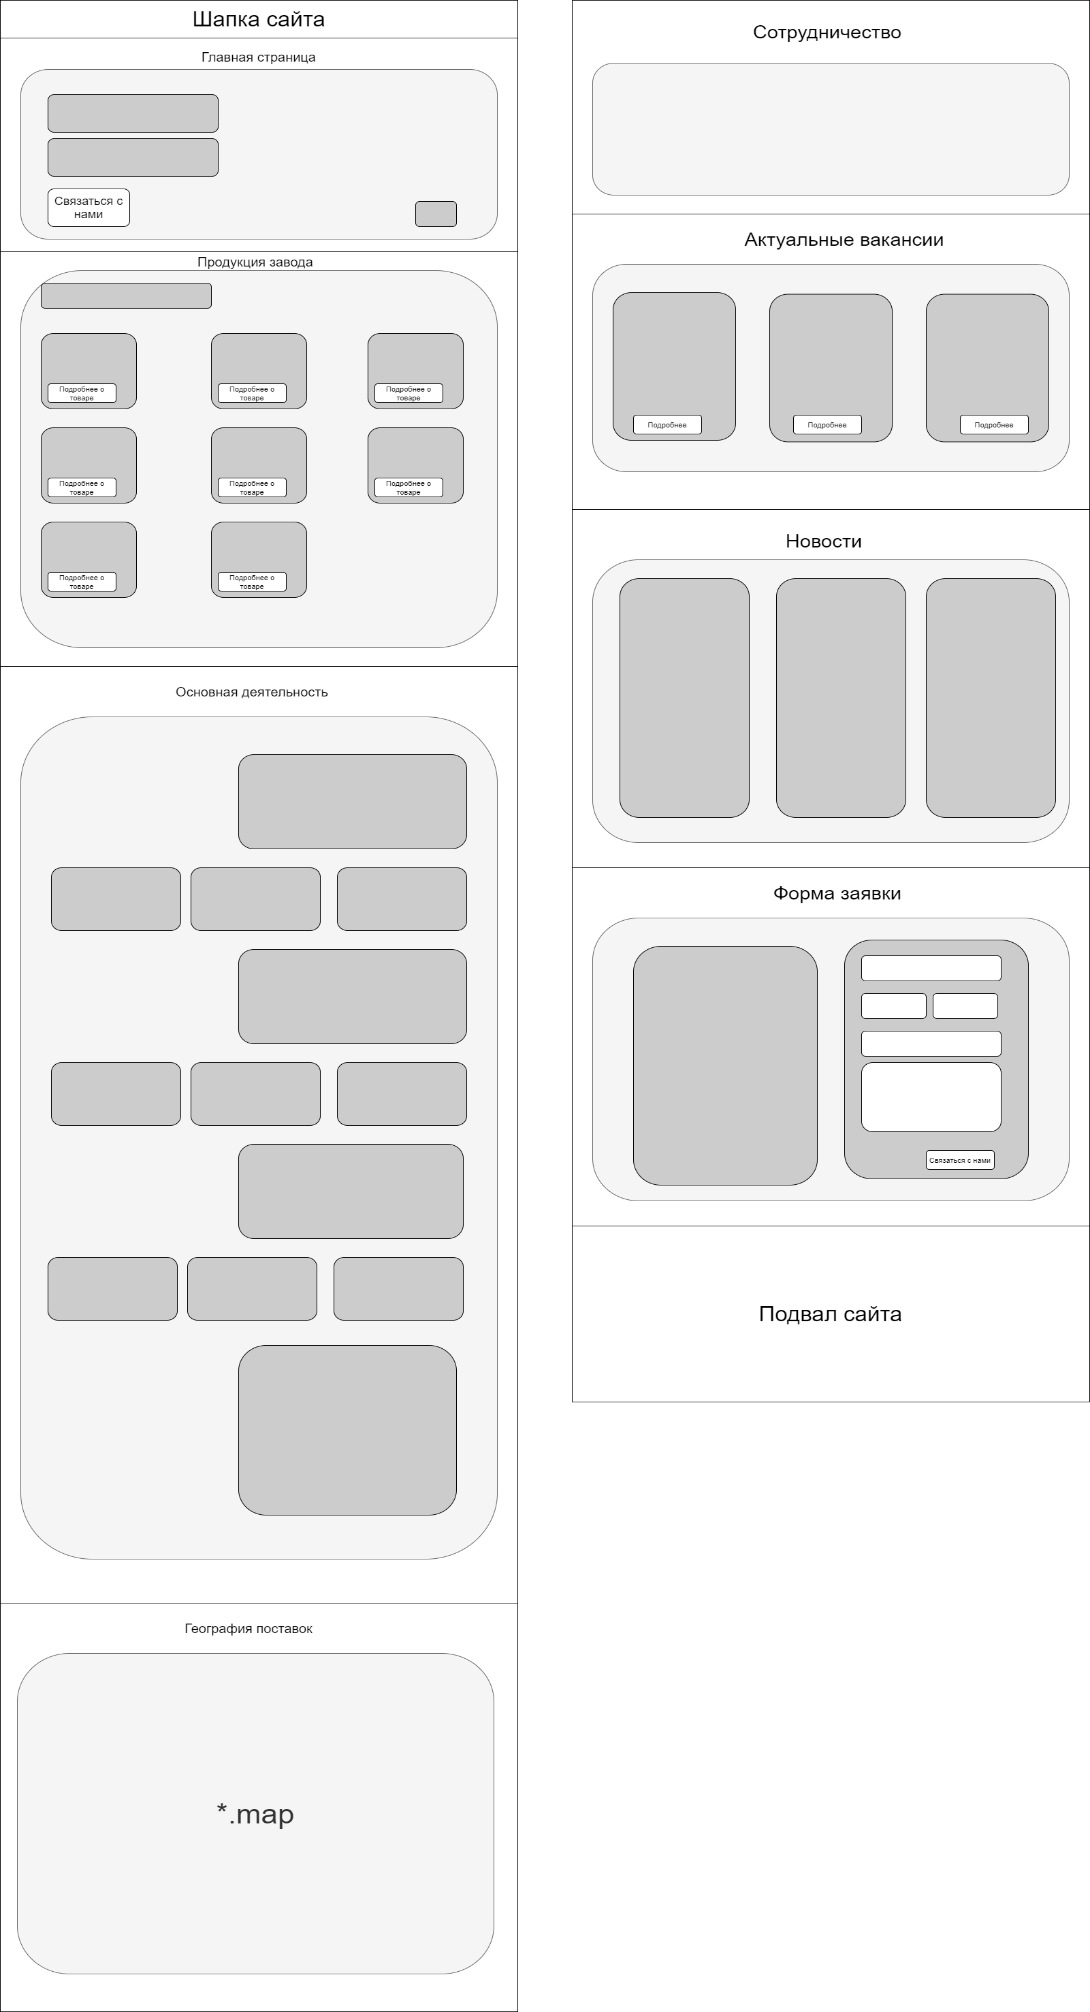 Шапка сайта
Главная страница
Связаться с
нами
Продукция завода
Подробнее о
товаре
Подробнее о
товаре
Подробнее о
товаре
Подробнее о
товаре
Подробнее о
товаре
Подробнее о
товаре
Подробнее о
товаре
Подробнее о
товаре
Основная деятельность
География поставок
*.map
Сотрудничество
Актуальные вакансии
Подробнее
Подробнее
Подробнее
Новости
Форма заявки
Связаться с нами
Подвал сайта